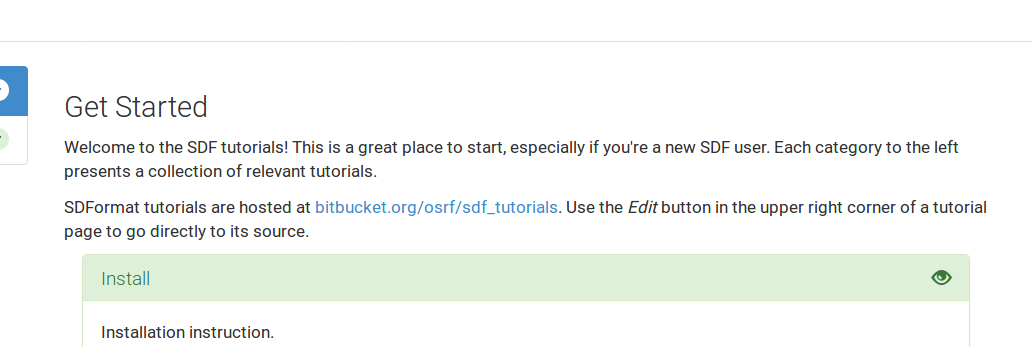 Get Started
Welcome to the SDF tutorials! This is a great place to start, especially if you're a new SDF user. Each category to the left
presents a collection of relevant tutorials.
SDFormat tutorials are hosted at bitbucket.org/osrf/sdf_tutorials. Use the Edit button in the upper right corner of a tutorial
page to go directly to its source.
Install
Installation instruction.